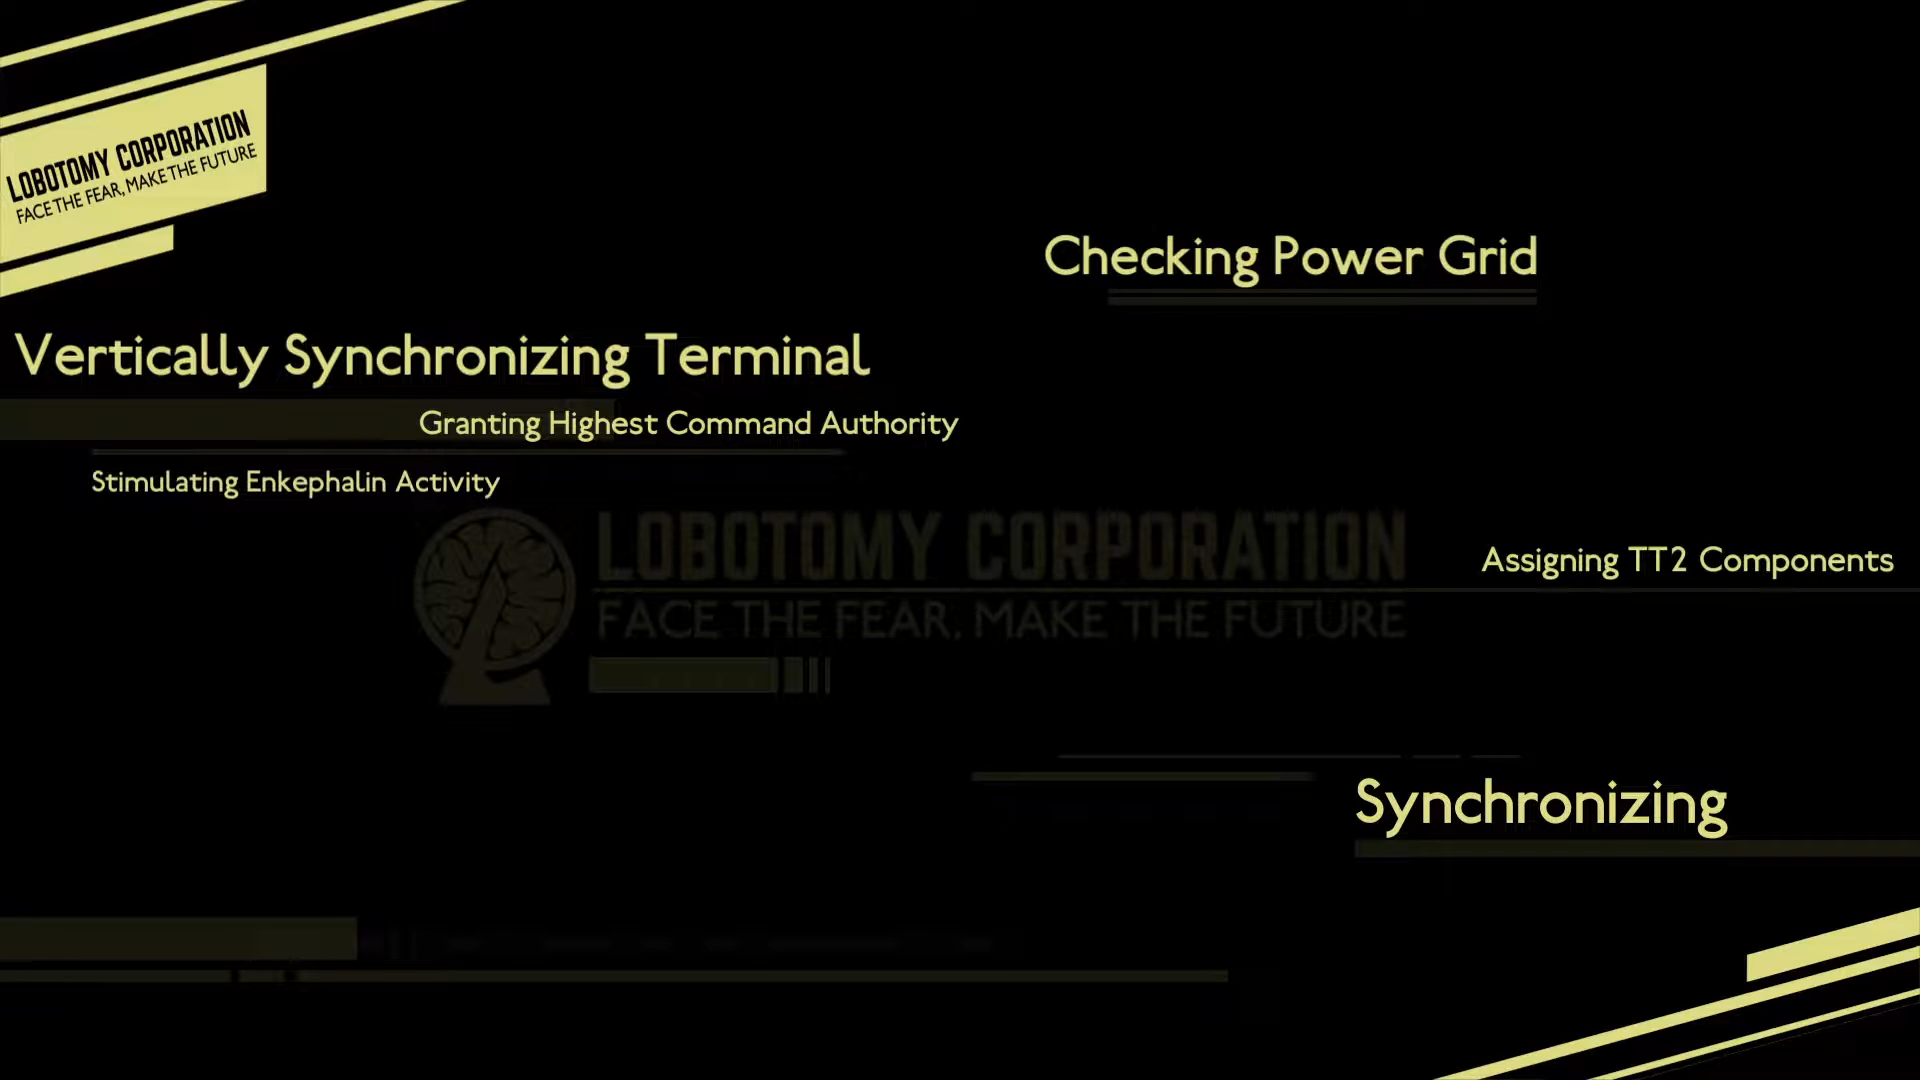 LOBOTOMY CORPORATION
FACE THE FEAR, MAKE THE FUTURE
Checking Power Grid
Vertically Synchronizing Terminal
Granting Highest Command Authority
Stimulating Enkephalin Activity
LOBOTOMY CORPORATION
Assigning TT2 Components
FACE THE FEAR, MAKE THE FUTURE
Synchronizing